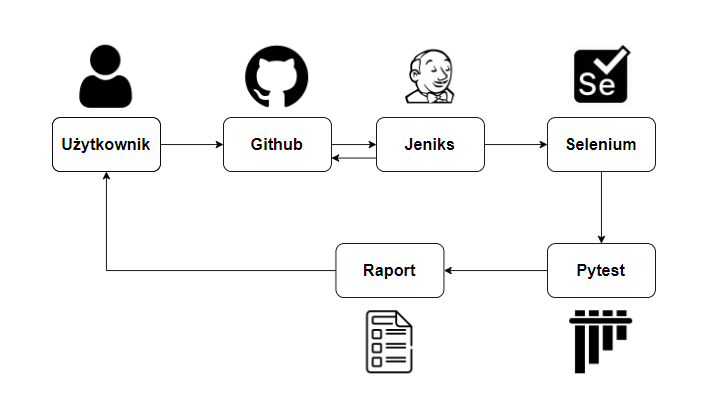 Se
Użytkownik
Github
Jeniks
Selenium
Raport
Pytest